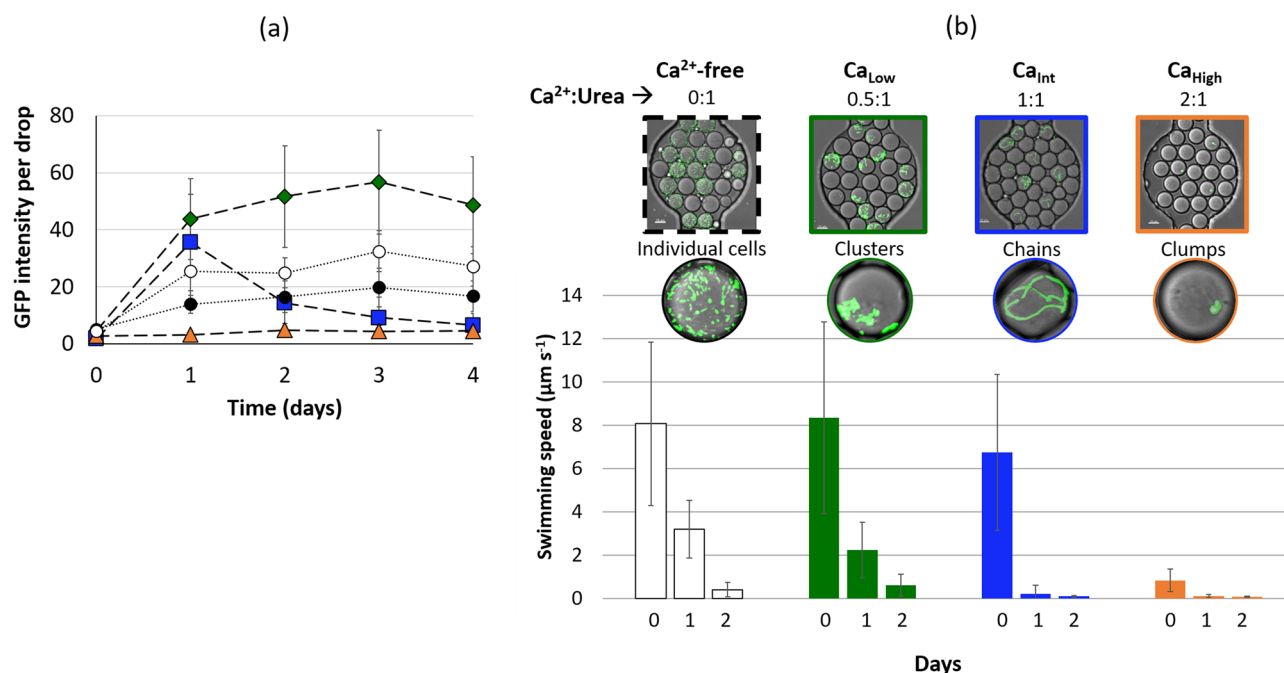 (a)
GFP intensity per drop
80
60
40
20
0
0 1 2 3 4
Time (days)
(b)
Ca²⁺-free Ca_Low Ca_Int Ca_High
Ca²⁺:Urea → 0:1 0.5:1 1:1 2:1
Individual cells Clusters Chains Clumps
Swimming speed (µm s⁻¹)
14
12
10
8
6
4
2
0
0 1 2 0 1 2 0 1 2 0 1 2
Days